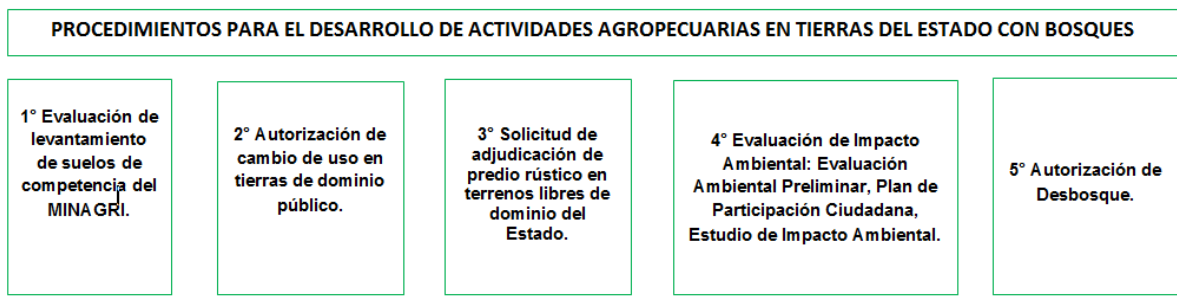 PROCEDIMIENTOS PARA EL DESARROLLO DE ACTIVIDADES AGROPECUARIAS EN TIERRAS DEL ESTADO CON BOSQUES
1° Evaluación de
levantamiento
de suelos de
competencia del
MINAGRI.
2° Autorización de
cambio de uso en
tierras de dominio
público.
3° Solicitud de
adjudicación de
predio rústico en
terrenos libres de
dominio del
Estado.
4° Evaluación de Impacto
Ambiental: Evaluación
Ambiental Preliminar, Plan de
Participación Ciudadana,
Estudio de Impacto Ambiental.
5° Autorización de
Desbosque.